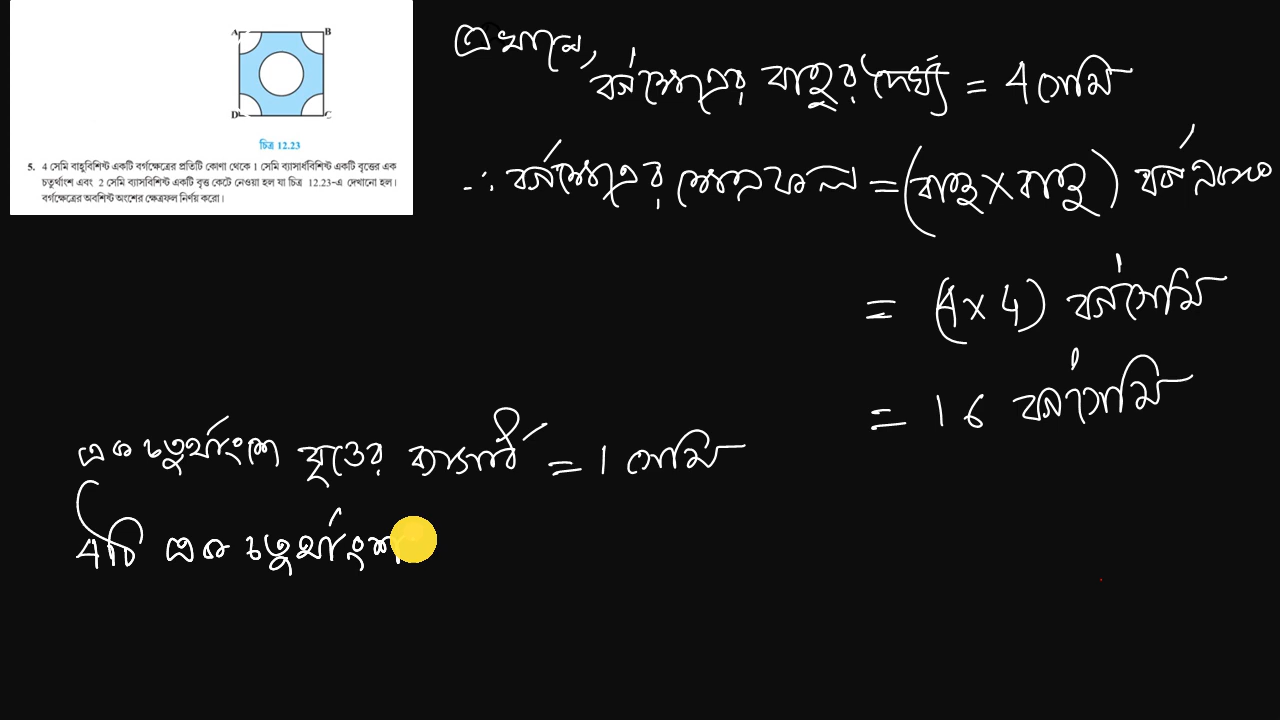 A B
D C
চিত্র 12.23
5. 4 সেমি বাহুবিশিষ্ট একটি বর্গক্ষেত্রের প্রতিটি কোণা থেকে 1 সেমি ব্যাসার্ধবিশিষ্ট একটি বৃত্তের এক
চতুর্থাংশ এবং 2 সেমি ব্যাসবিশিষ্ট একটি বৃত্ত কেটে নেওয়া হল যা চিত্র 12.23-এ দেখানো হল।
বর্গক্ষেত্রের অবশিষ্ট অংশের ক্ষেত্রফল নির্ণয় করো।
এখানে,
বর্গক্ষেত্রের বাহুর দৈর্ঘ্য = 4 সেমি
∴ বর্গক্ষেত্রের ক্ষেত্রফল = (বাহু × বাহু) বর্গ
= (4 × 4) বর্গসেমি
= 16 বর্গসেমি
এক চতুর্থাংশ বৃত্তের ব্যাসার্ধ = 1 সেমি
4টি এক চতুর্থাংশ